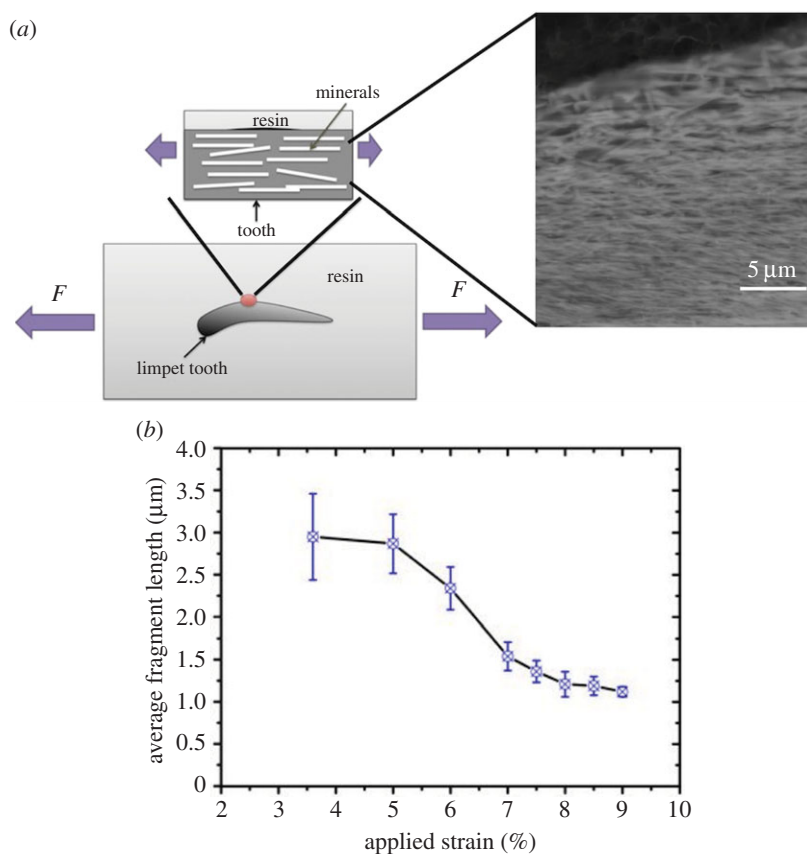 (a)
minerals
resin
tooth
5 µm
resin
F
F
limpet tooth
(b)
4.0
3.5
3.0
2.5
2.0
1.5
1.0
0.5
0
average fragment length (µm)
2 3 4 5 6 7 8 9 10
applied strain (%)